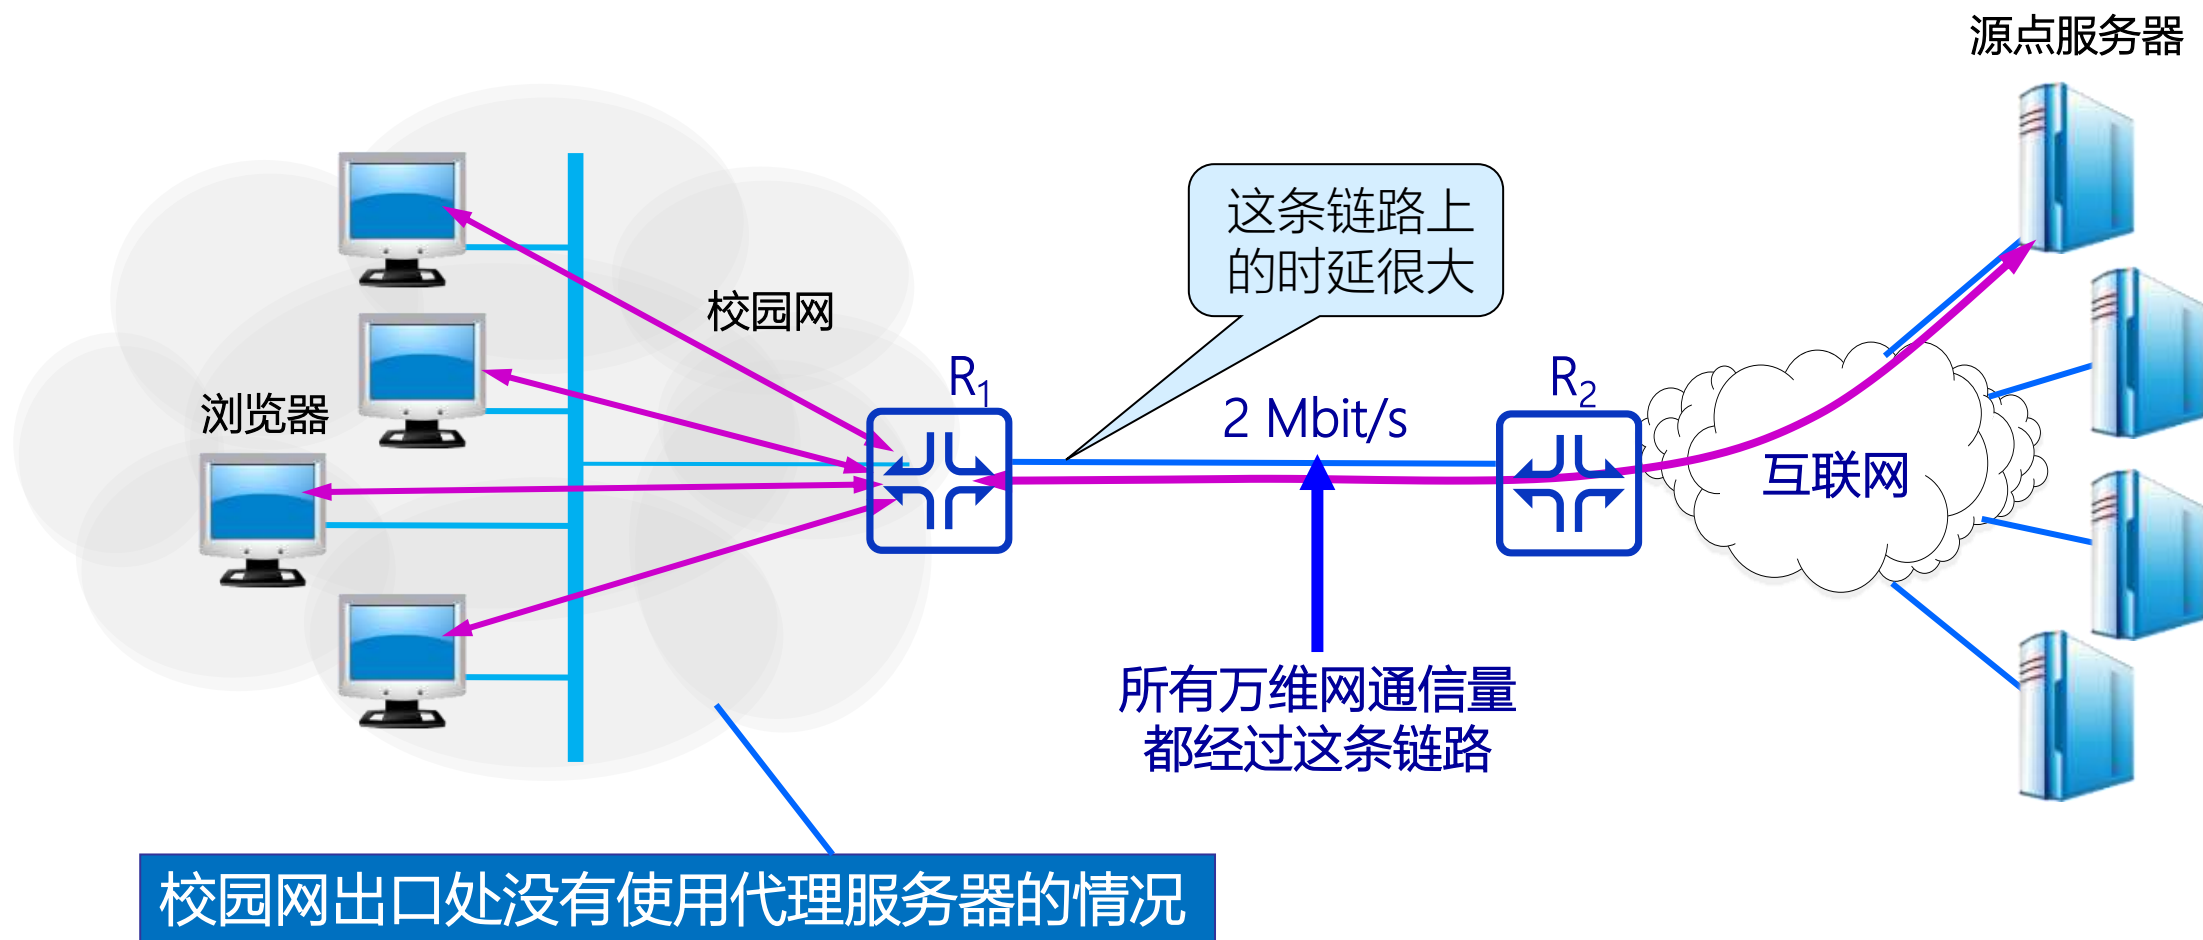 源点服务器
这条链路上
的时延很大
校园网
R₁
R₂
浏览器
2 Mbit/s
互联网
所有万维网通信量
都经过这条链路
校园网出口处没有使用代理服务器的情况